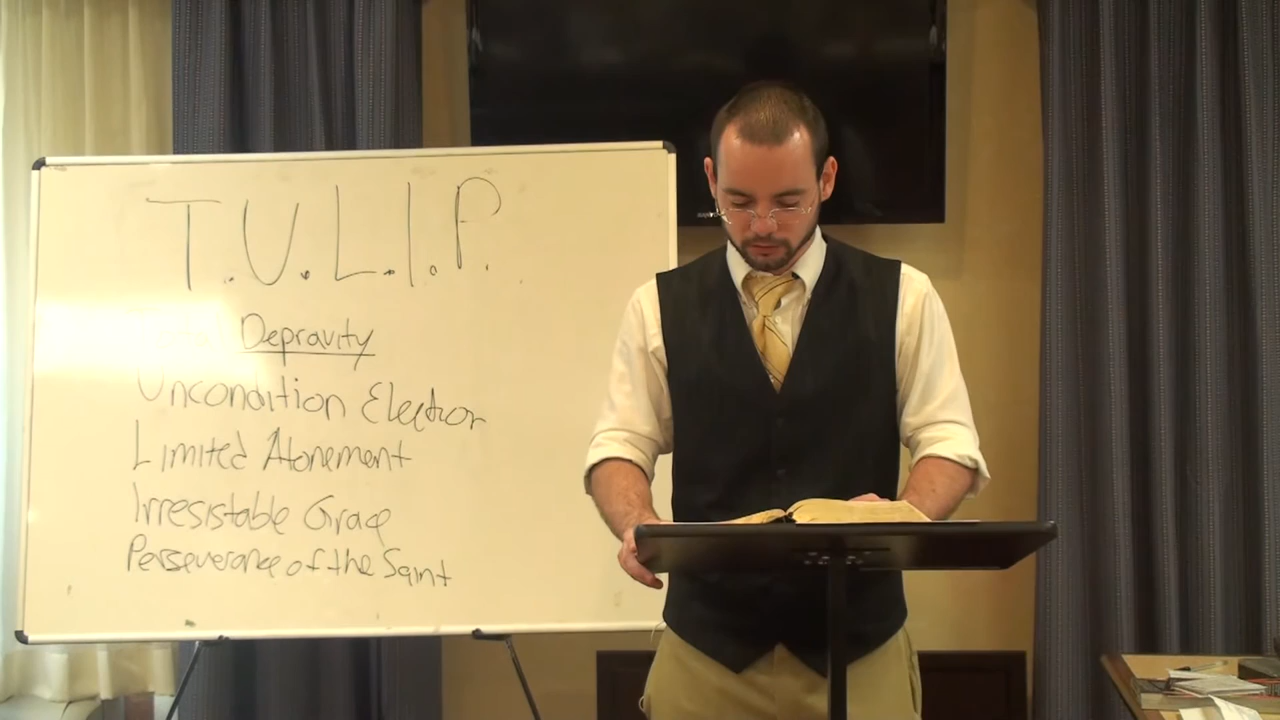 T.U.L.I.P.
Depravity
Uncondition Election
Limited Atonement
Irresistable Grace
Perseverance of the Saint